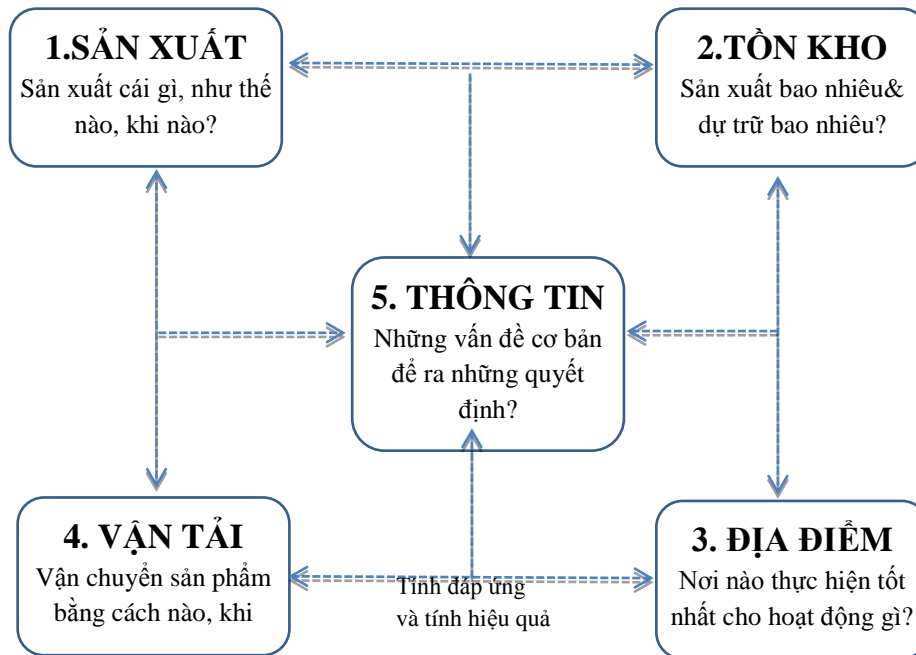 1.SẢN XUẤT
Sản xuất cái gì, như thế
nào, khi nào?
2.TỒN KHO
Sản xuất bao nhiêu&
dự trữ bao nhiêu?
5. THÔNG TIN
Những vấn đề cơ bản
để ra những quyết
định?
4. VẬN TẢI
Vận chuyển sản phẩm
bằng cách nào, khi
Tính đáp ứng
và tính hiệu quả
3. ĐỊA ĐIỂM
Nơi nào thực hiện tốt
nhất cho hoạt động gì?